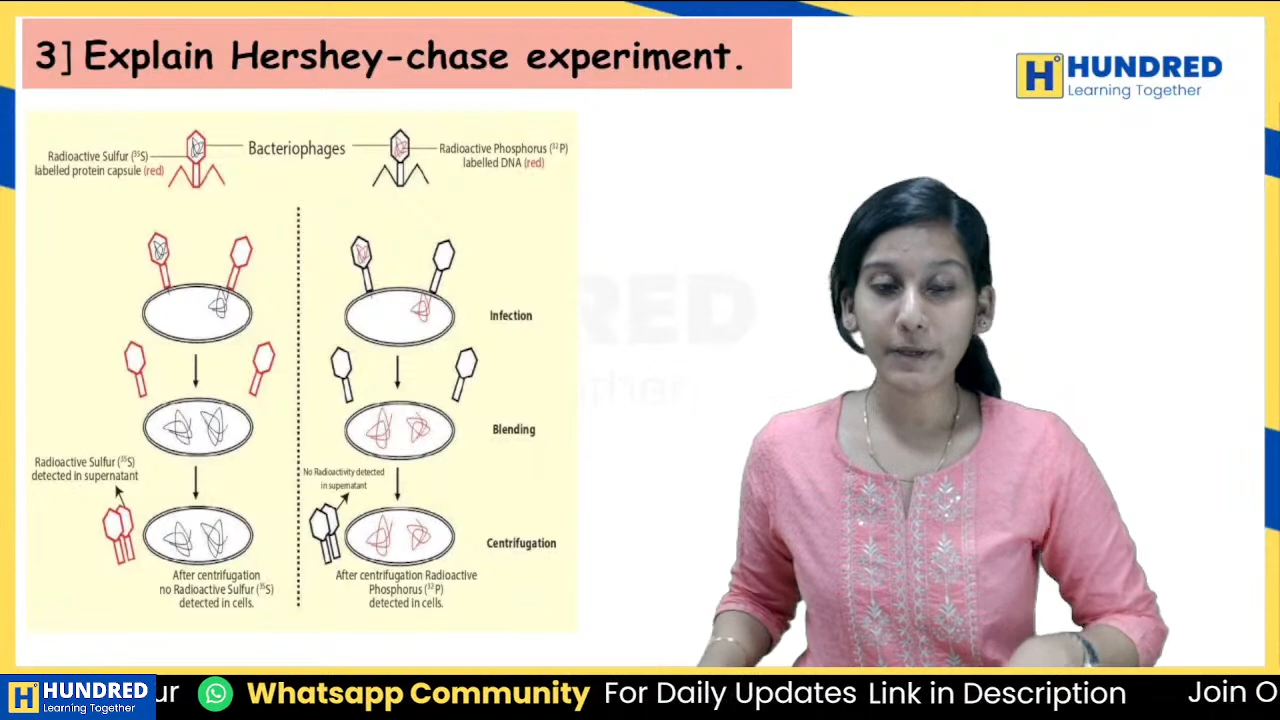 3] Explain Hershey-chase experiment.
H HUNDRED
Learning Together
Radioactive Sulfur (³⁵S)
labelled protein capsule (red)
Bacteriophages
Radioactive Phosphorus (³²P)
labelled DNA (red)
Infection
Blending
Radioactive Sulfur (³⁵S)
detected in supernatant
No Radioactivity detected
in supernatant
Centrifugation
After centrifugation
no Radioactive Sulfur (³⁵S)
detected in cells.
After centrifugation Radioactive
Phosphorus (³²P)
detected in cells.
H HUNDRED
Learning Together
ur Whatsapp Community For Daily Updates Link in Description Join O